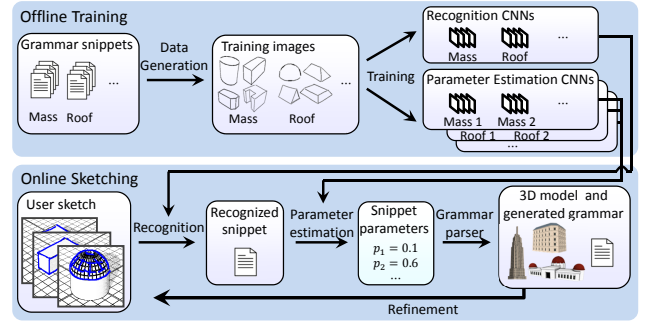 Offline Training
Grammar snippets
...
Mass Roof
Data
Generation
Training images
...
Mass Roof
Training
Recognition CNNs
...
Mass Roof
Parameter Estimation CNNs
...
Mass 1 Mass 2
Roof 1 Roof 2
...
Online Sketching
User sketch
Recognition
Recognized
snippet
Parameter
estimation
Snippet
parameters
p₁ = 0.1
p₂ = 0.6
...
Grammar
parser
3D model and
generated grammar
Refinement